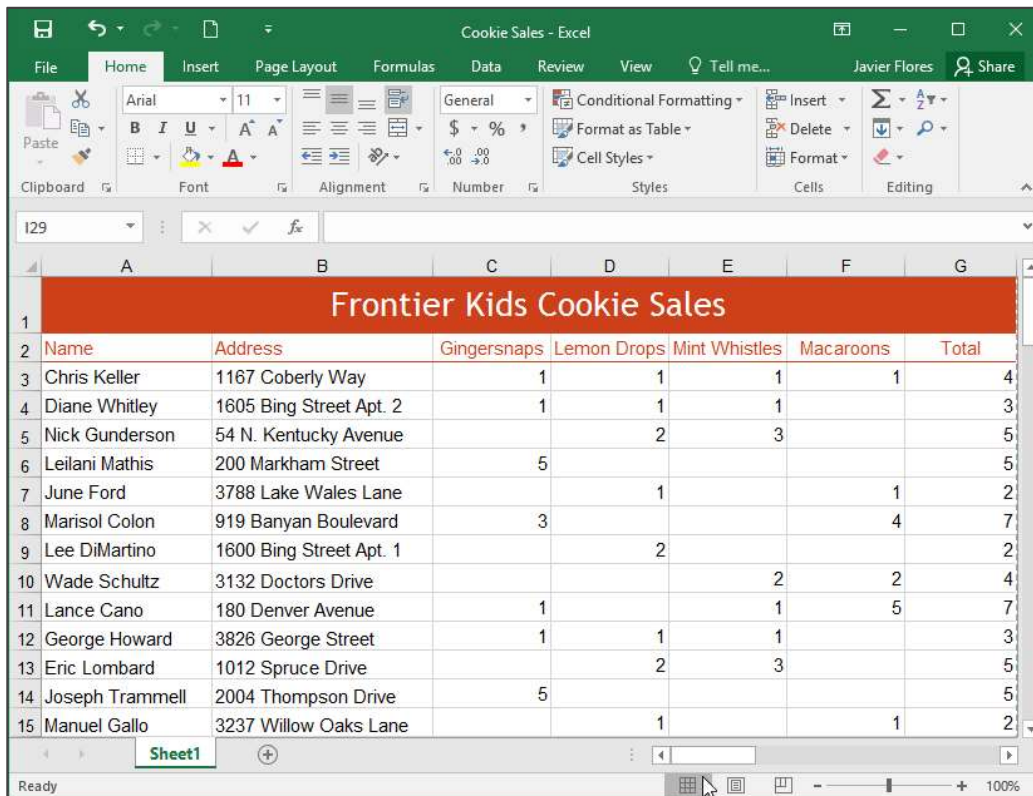 Cookie Sales - Excel
File Home Insert Page Layout Formulas Data Review View Tell me... Javier Flores Share
Arial 11 General Conditional Formatting Insert
Paste B I U A A $ % , Format as Table Delete
A .00 .0 .00 Cell Styles Format
Clipboard Font Alignment Number Styles Cells Editing
I29 fx
A B C D E F G
1 Frontier Kids Cookie Sales
2 Name Address Gingersnaps Lemon Drops Mint Whistles Macaroons Total
3 Chris Keller 1167 Coberly Way 1 1 1 1 4
4 Diane Whitley 1605 Bing Street Apt. 2 1 1 1 3
5 Nick Gunderson 54 N. Kentucky Avenue 2 3 5
6 Leilani Mathis 200 Markham Street 5 5
7 June Ford 3788 Lake Wales Lane 1 1 2
8 Marisol Colon 919 Banyan Boulevard 3 4 7
9 Lee DiMartino 1600 Bing Street Apt. 1 2 2
10 Wade Schultz 3132 Doctors Drive 2 2 4
11 Lance Cano 180 Denver Avenue 1 1 5 7
12 George Howard 3826 George Street 1 1 1 3
13 Eric Lombard 1012 Spruce Drive 2 3 5
14 Joseph Trammell 2004 Thompson Drive 5 5
15 Manuel Gallo 3237 Willow Oaks Lane 1 1 2
Sheet1
Ready 100%